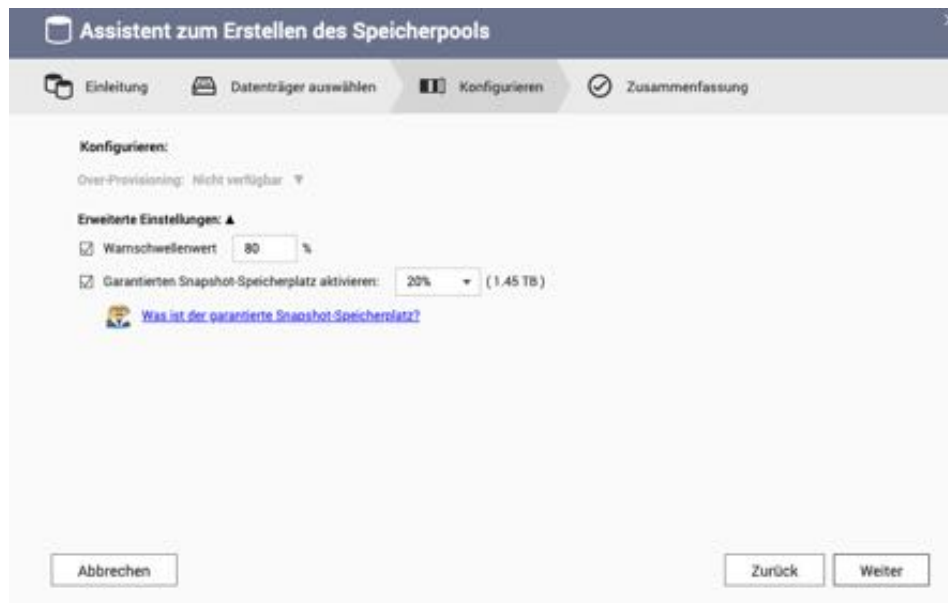 Assistent zum Erstellen des Speicherpools
Einleitung Datenträger auswählen Konfigurieren Zusammenfassung
Konfigurieren:
Over-Provisioning: Nicht verfügbar
Erweiterte Einstellungen:
Warnschwellenwert 80 %
Garantierten Snapshot-Speicherplatz aktivieren: 20% (1.45 TB)
Was ist der garantierte Snapshot-Speicherplatz?
Abbrechen Zurück Weiter